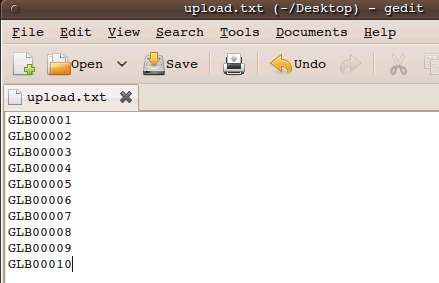 upload.txt (~/Desktop) - gedit
File Edit View Search Tools Documents Help
Open Save Undo
upload.txt
GLB00001
GLB00002
GLB00003
GLB00004
GLB00005
GLB00006
GLB00007
GLB00008
GLB00009
GLB00010